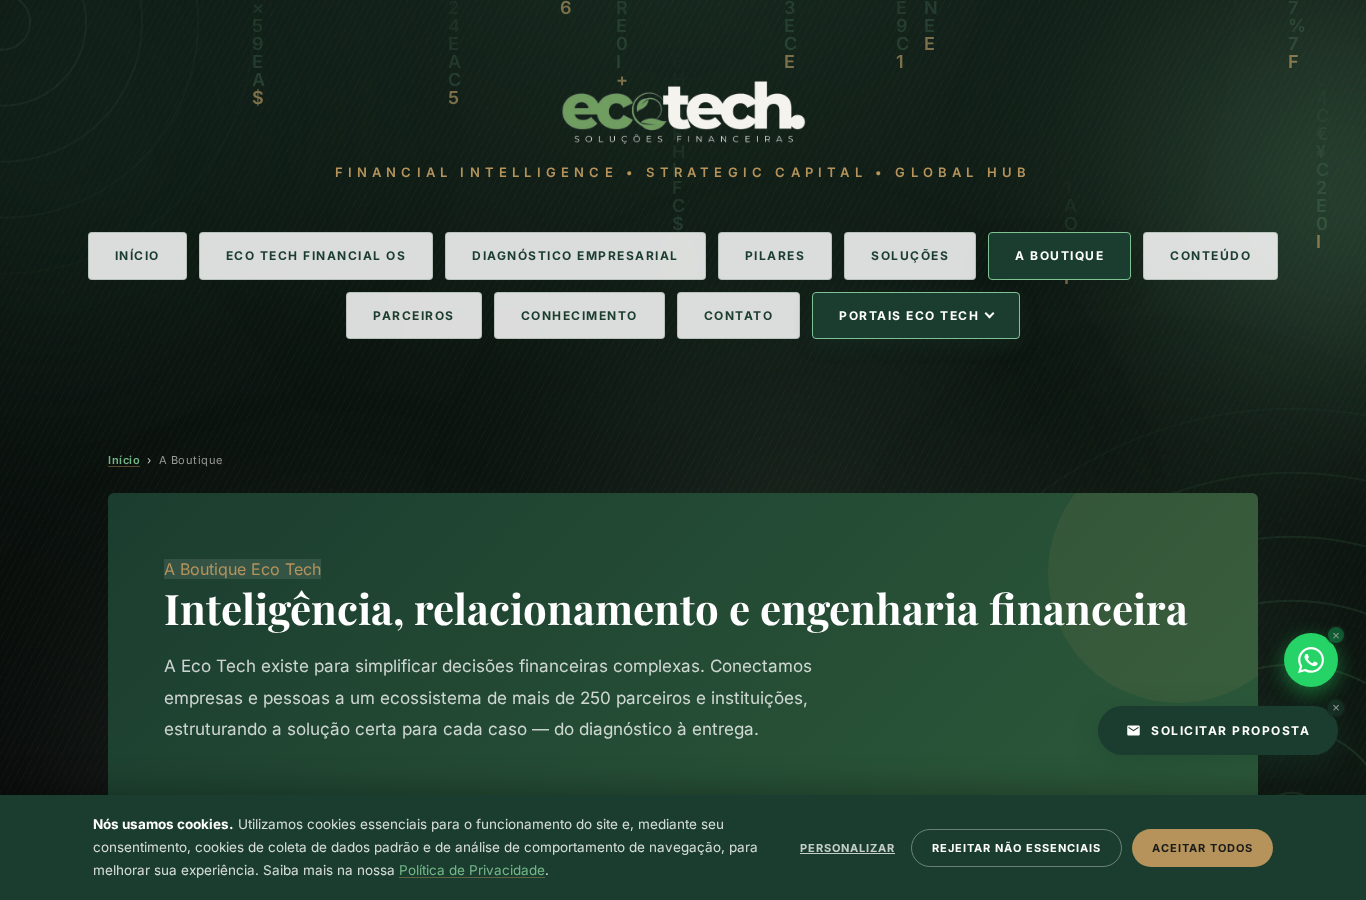 ecotech.
SOLUÇÕES FINANCEIRAS
FINANCIAL INTELLIGENCE • STRATEGIC CAPITAL • GLOBAL HUB
INÍCIO
ECO TECH FINANCIAL OS
DIAGNÓSTICO EMPRESARIAL
PILARES
SOLUÇÕES
A BOUTIQUE
CONTEÚDO
PARCEIROS
CONHECIMENTO
CONTATO
PORTAIS ECO TECH
Início › A Boutique
A Boutique Eco Tech
Inteligência, relacionamento e engenharia financeira
A Eco Tech existe para simplificar decisões financeiras complexas. Conectamos
empresas e pessoas a um ecossistema de mais de 250 parceiros e instituições,
estruturando a solução certa para cada caso — do diagnóstico à entrega.
SOLICITAR PROPOSTA
Nós usamos cookies. Utilizamos cookies essenciais para o funcionamento do site e, mediante seu
consentimento, cookies de coleta de dados padrão e de análise de comportamento de navegação, para
melhorar sua experiência. Saiba mais na nossa Política de Privacidade.
PERSONALIZAR
REJEITAR NÃO ESSENCIAIS
ACEITAR TODOS